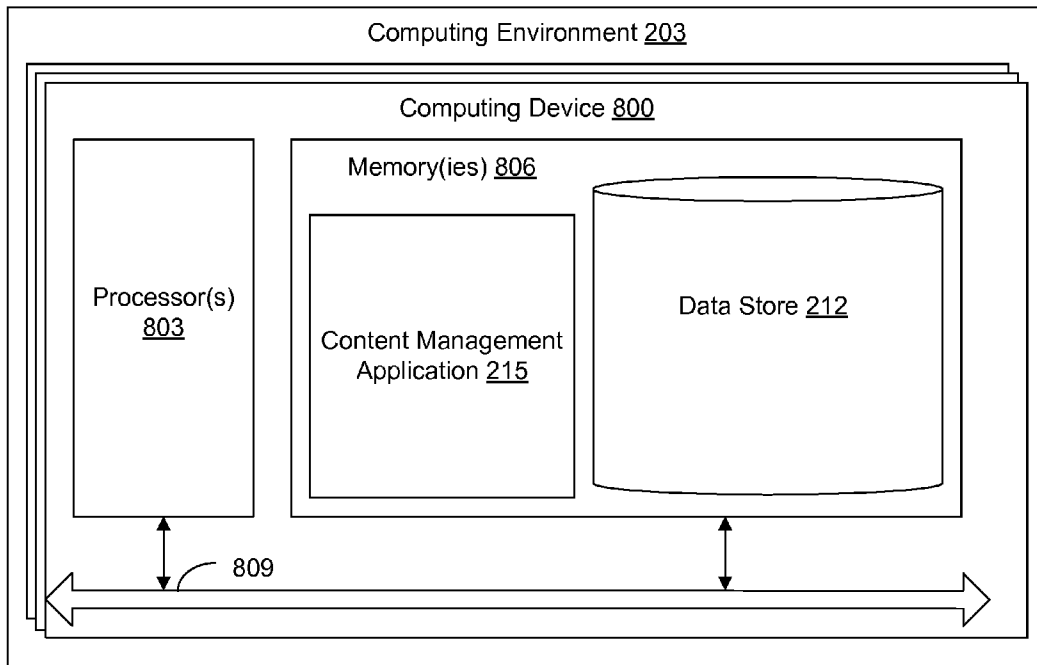 Computing Environment 203
Computing Device 800
Memory(ies) 806
Processor(s)
803
Content Management
Application 215
Data Store 212
809